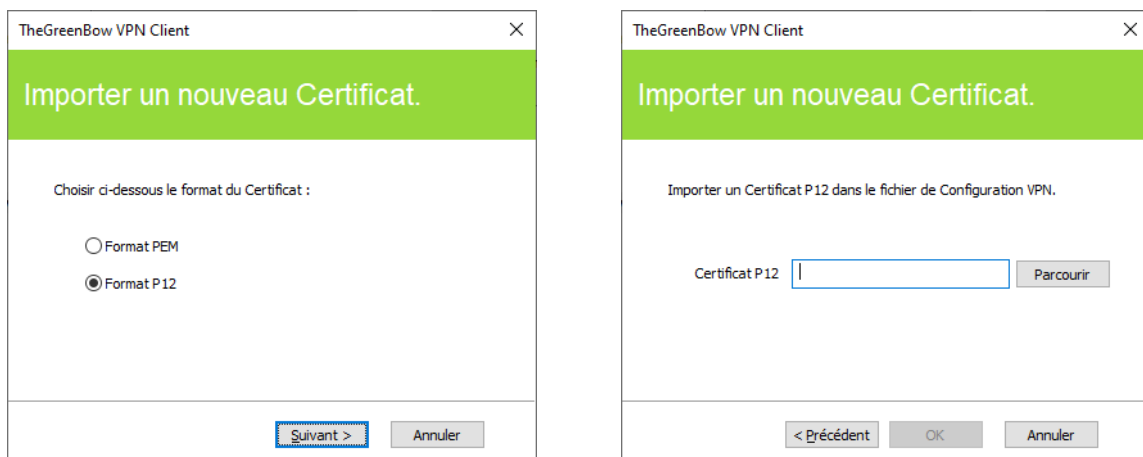 TheGreenBow VPN Client
Importer un nouveau Certificat.
Choisir ci-dessous le format du Certificat :
Format PEM
Format P12
Suivant >
Annuler
TheGreenBow VPN Client
Importer un nouveau Certificat.
Importer un Certificat P12 dans le fichier de Configuration VPN.
Certificat P12
Parcourir
< Précédent
OK
Annuler